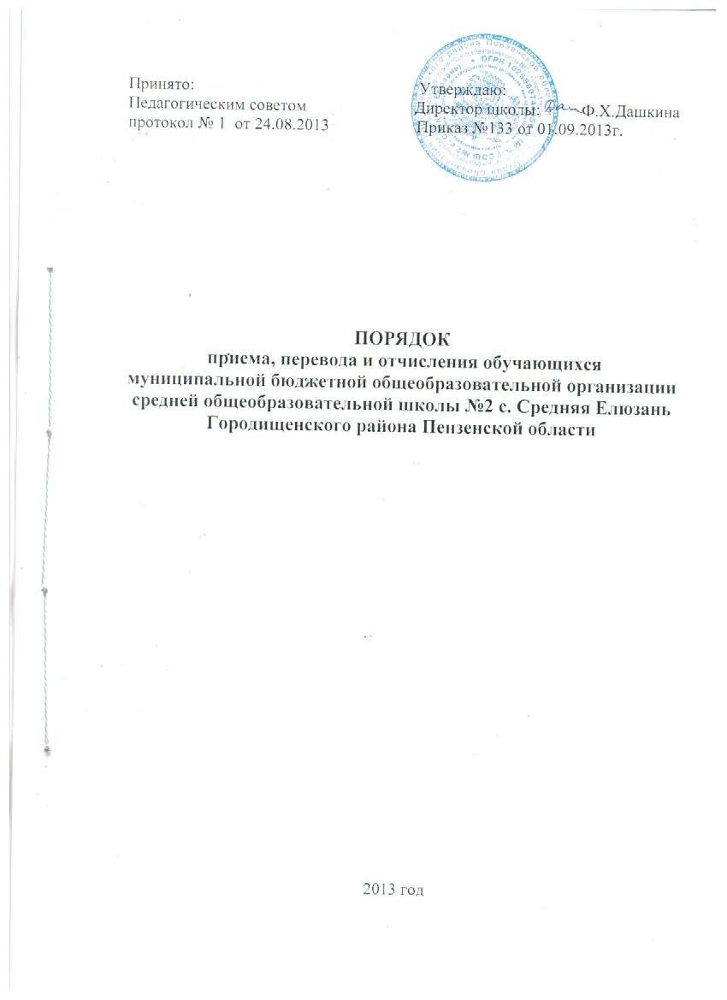 Принято:
Педагогическим советом
протокол № 1 от 24.08.2013
Утверждаю:
Директор школы: Ф.Х.Дашкина
Приказ №133 от 01.09.2013г.
ПОРЯДОК
приема, перевода и отчисления обучающихся
муниципальной бюджетной общеобразовательной организации
средней общеобразовательной школы №2 с. Средняя Елюзань
Городищенского района Пензенской области
2013 год